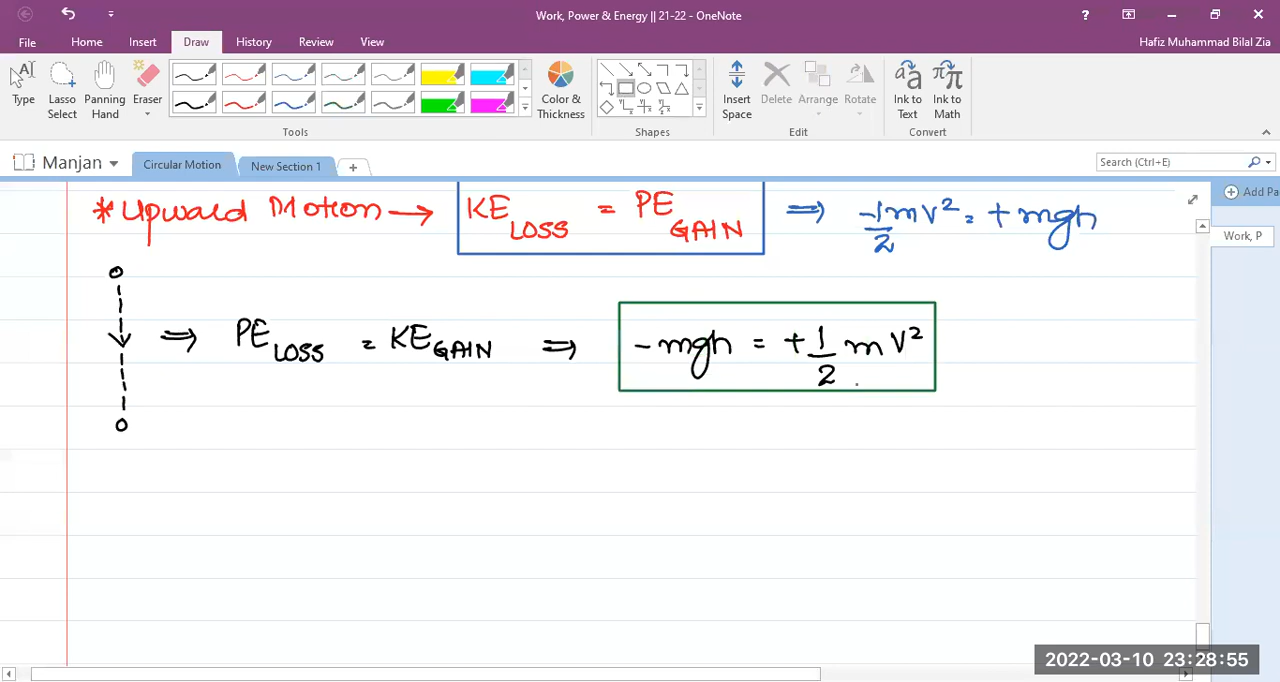 Work, Power & Energy || 21-22 - OneNote
File Home Insert Draw History Review View
Hafiz Muhammad Bilal Zia
Type
Lasso Select
Panning Hand
Eraser
Color & Thickness
Insert Space
Delete
Arrange
Rotate
Ink to Text
Ink to Math
Tools
Shapes
Edit
Convert
Manjan
Circular Motion
New Section 1
Search (Ctrl+E)
Add Pa
Work, P
*Upward Motion → KE LOSS = PE GAIN ⇒ -1/2 mv² = +mgh
⇒ PE LOSS = KE GAIN ⇒ -mgh = +1/2 mv²
2022-03-10 23:28:55